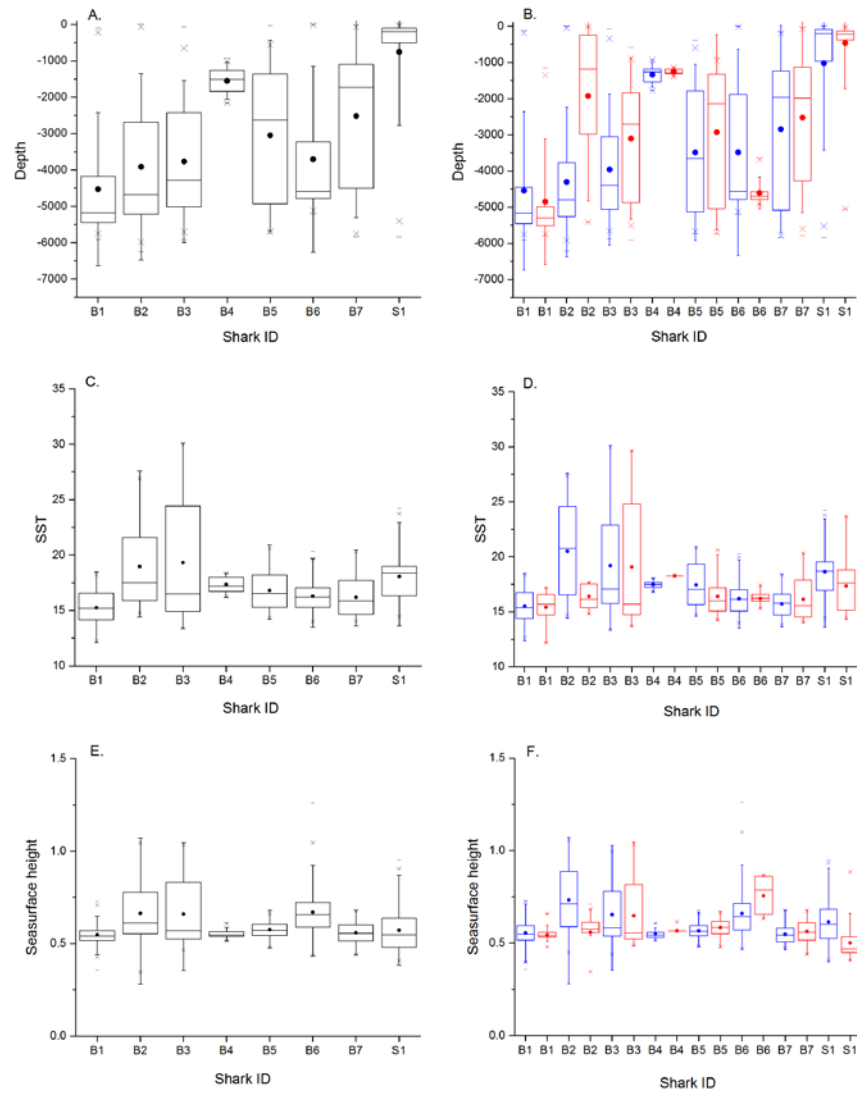 A.
0
-1000
-2000
-3000
-4000
-5000
-6000
-7000
Depth
B1 B2 B3 B4 B5 B6 B7 S1
Shark ID
B.
0
-1000
-2000
-3000
-4000
-5000
-6000
-7000
Depth
B1 B1 B2 B2 B3 B3 B4 B4 B5 B5 B6 B6 B7 B7 S1 S1
Shark ID
C.
35
30
25
20
15
10
SST
B1 B2 B3 B4 B5 B6 B7 S1
Shark ID
D.
35
30
25
20
15
10
SST
B1 B1 B2 B2 B3 B3 B4 B4 B5 B5 B6 B6 B7 B7 S1 S1
Shark ID
E.
1.5
1.0
0.5
0.0
Seasurface height
B1 B2 B3 B4 B5 B6 B7 S1
Shark ID
F.
1.5
1.0
0.5
0.0
Seasurface height
B1 B1 B2 B2 B3 B3 B4 B4 B5 B5 B6 B6 B7 B7 S1 S1
Shark ID